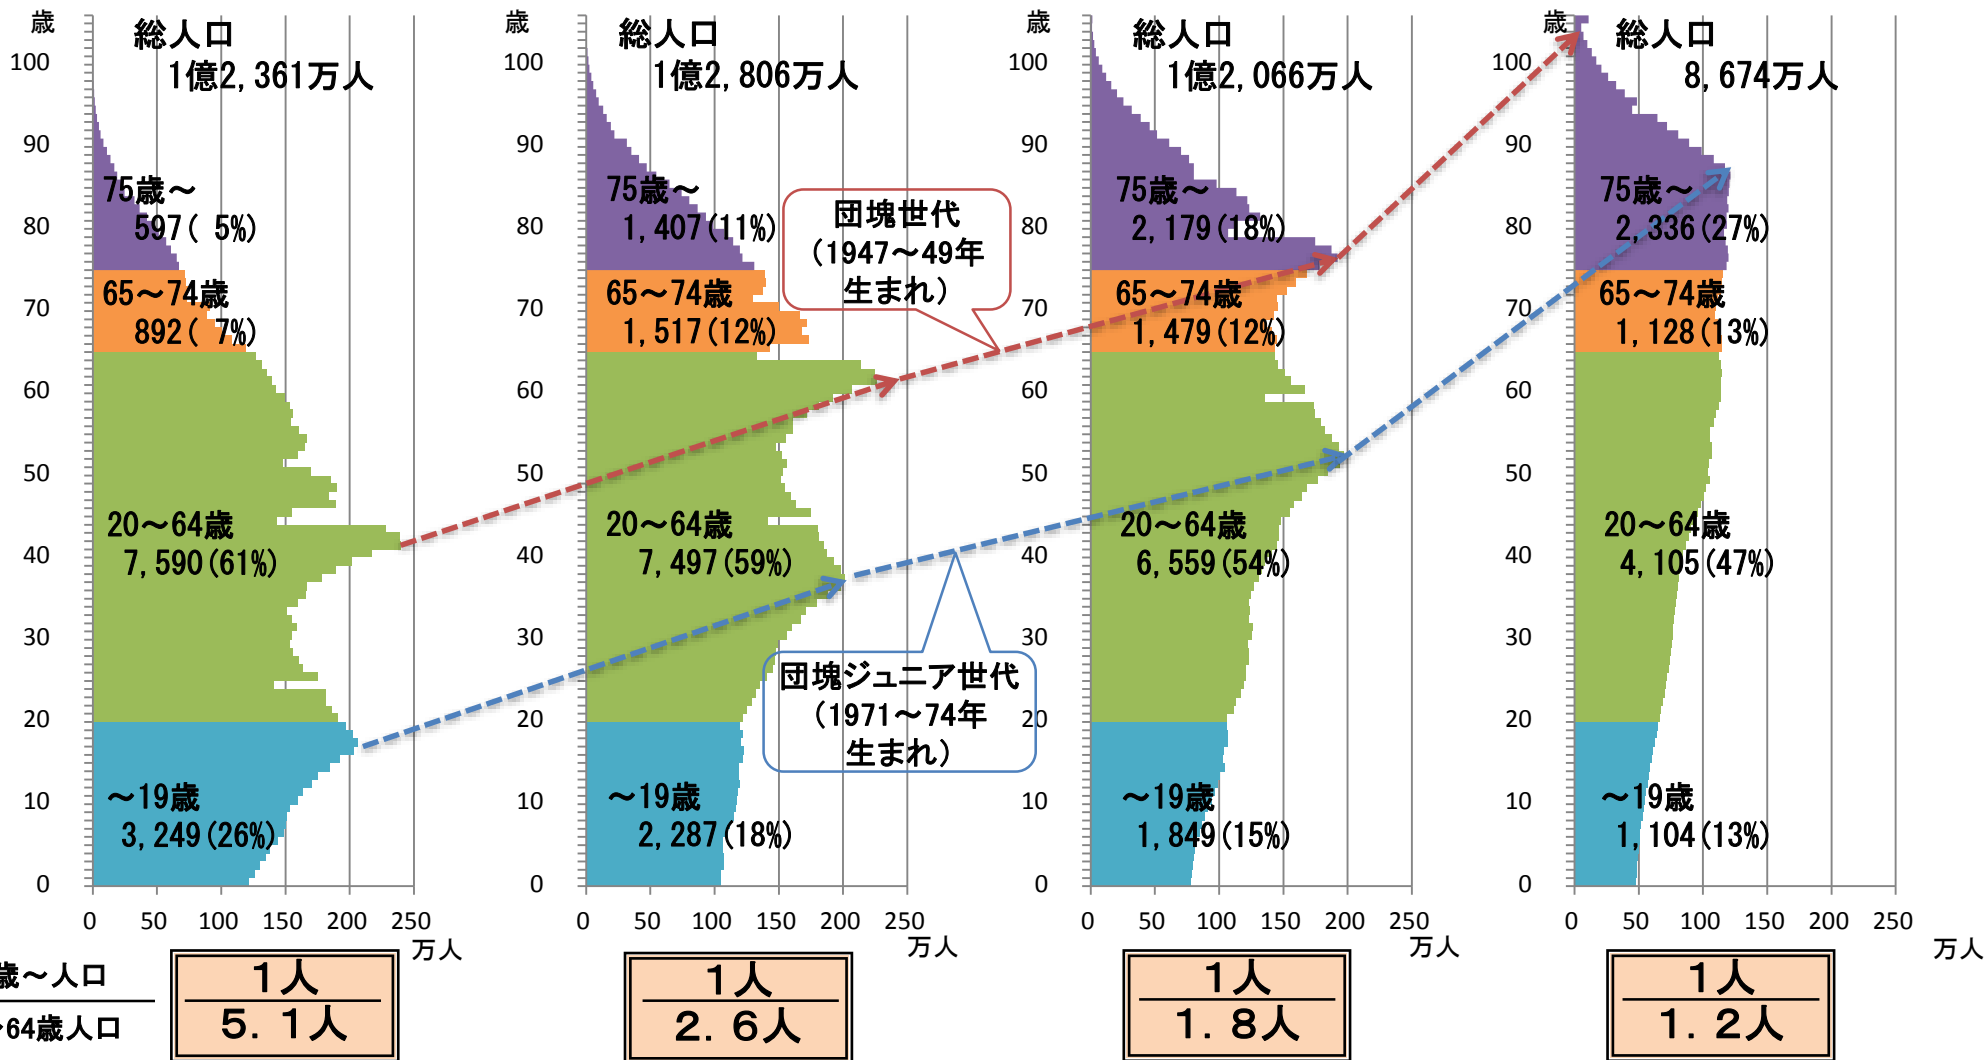 歳
総人口
1億2,361万人
100
90
80
70
60
50
40
30
20
10
0
75歳～
597( 5%)
65～74歳
892( 7%)
20～64歳
7,590(61%)
～19歳
3,249(26%)
0 50 100 150 200 250
万人
歳
総人口
1億2,806万人
100
90
80
70
60
50
40
30
20
10
0
75歳～
1,407(11%)
65～74歳
1,517(12%)
20～64歳
7,497(59%)
～19歳
2,287(18%)
0 50 100 150 200 250
万人
団塊世代
(1947～49年
生まれ)
団塊ジュニア世代
(1971～74年
生まれ)
歳
総人口
1億2,066万人
100
90
80
70
60
50
40
30
20
10
0
75歳～
2,179(18%)
65～74歳
1,479(12%)
20～64歳
6,559(54%)
～19歳
1,849(15%)
0 50 100 150 200 250
万人
歳
総人口
8,674万人
100
90
80
70
60
50
40
30
20
10
0
75歳～
2,336(27%)
65～74歳
1,128(13%)
20～64歳
4,105(47%)
～19歳
1,104(13%)
0 50 100 150 200 250
万人
歳～人口
64歳人口
1人
5.1人
1人
2.6人
1人
1.8人
1人
1.2人